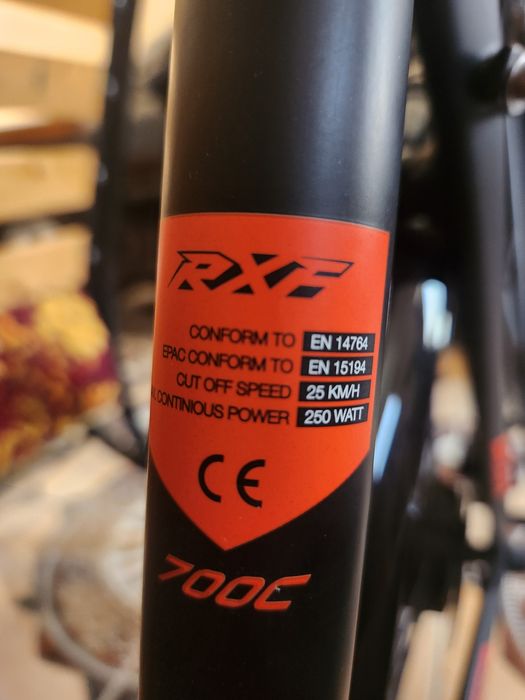 RXF
CONFORM TO EN 14764
EPAC CONFORM TO EN 15194
CUT OFF SPEED 25 KM/H
CONTINIOUS POWER 250 WATT
CE
700C